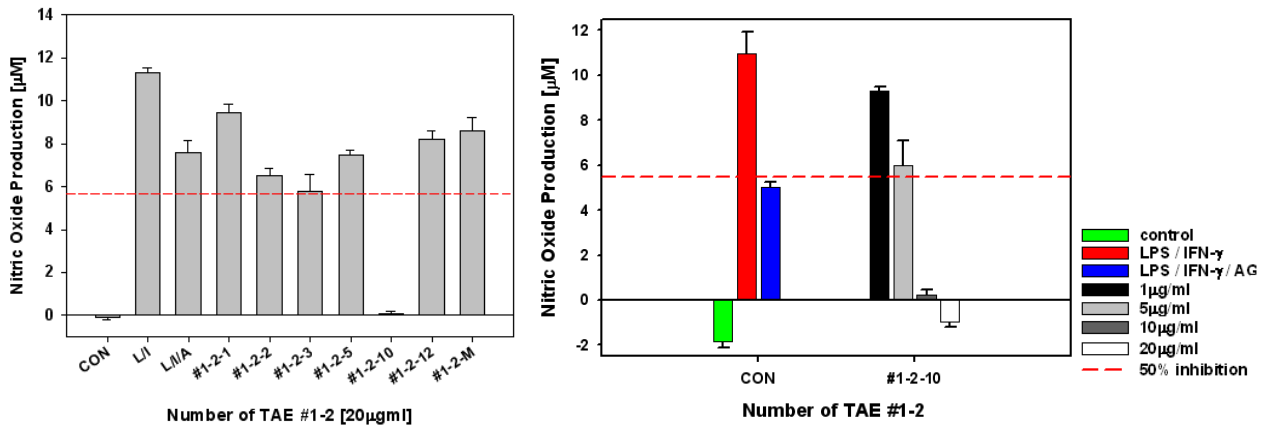 Nitric Oxide Production [µM]
14
12
10
8
6
4
2
0
CON
L/I
L/I/A
#1-2-1
#1-2-2
#1-2-3
#1-2-5
#1-2-10
#1-2-12
#1-2-M
Number of TAE #1-2 [20µgml]
Nitric Oxide Production [µM]
12
10
8
6
4
2
0
-2
CON
#1-2-10
Number of TAE #1-2
control
LPS / IFN-γ
LPS / IFN-γ / AG
1µg/ml
5µg/ml
10µg/ml
20µg/ml
50% inhibition